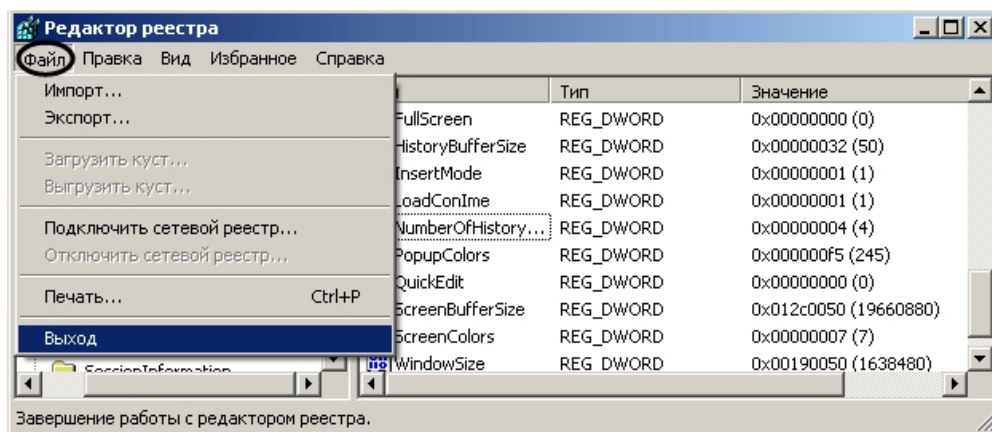 Редактор реестра
Файл Правка Вид Избранное Справка
Импорт...
Экспорт...
Загрузить куст...
Выгрузить куст...
Подключить сетевой реестр...
Отключить сетевой реестр...
Печать... Ctrl+P
Выход
SessionInformation
Тип Значение
FullScreen REG_DWORD 0x00000000 (0)
HistoryBufferSize REG_DWORD 0x00000032 (50)
InsertMode REG_DWORD 0x00000001 (1)
LoadConIme REG_DWORD 0x00000001 (1)
NumberOfHistory... REG_DWORD 0x00000004 (4)
PopupColors REG_DWORD 0x000000f5 (245)
QuickEdit REG_DWORD 0x00000000 (0)
ScreenBufferSize REG_DWORD 0x012c0050 (19660880)
ScreenColors REG_DWORD 0x00000007 (7)
WindowSize REG_DWORD 0x00190050 (1638480)
Завершение работы с редактором реестра.